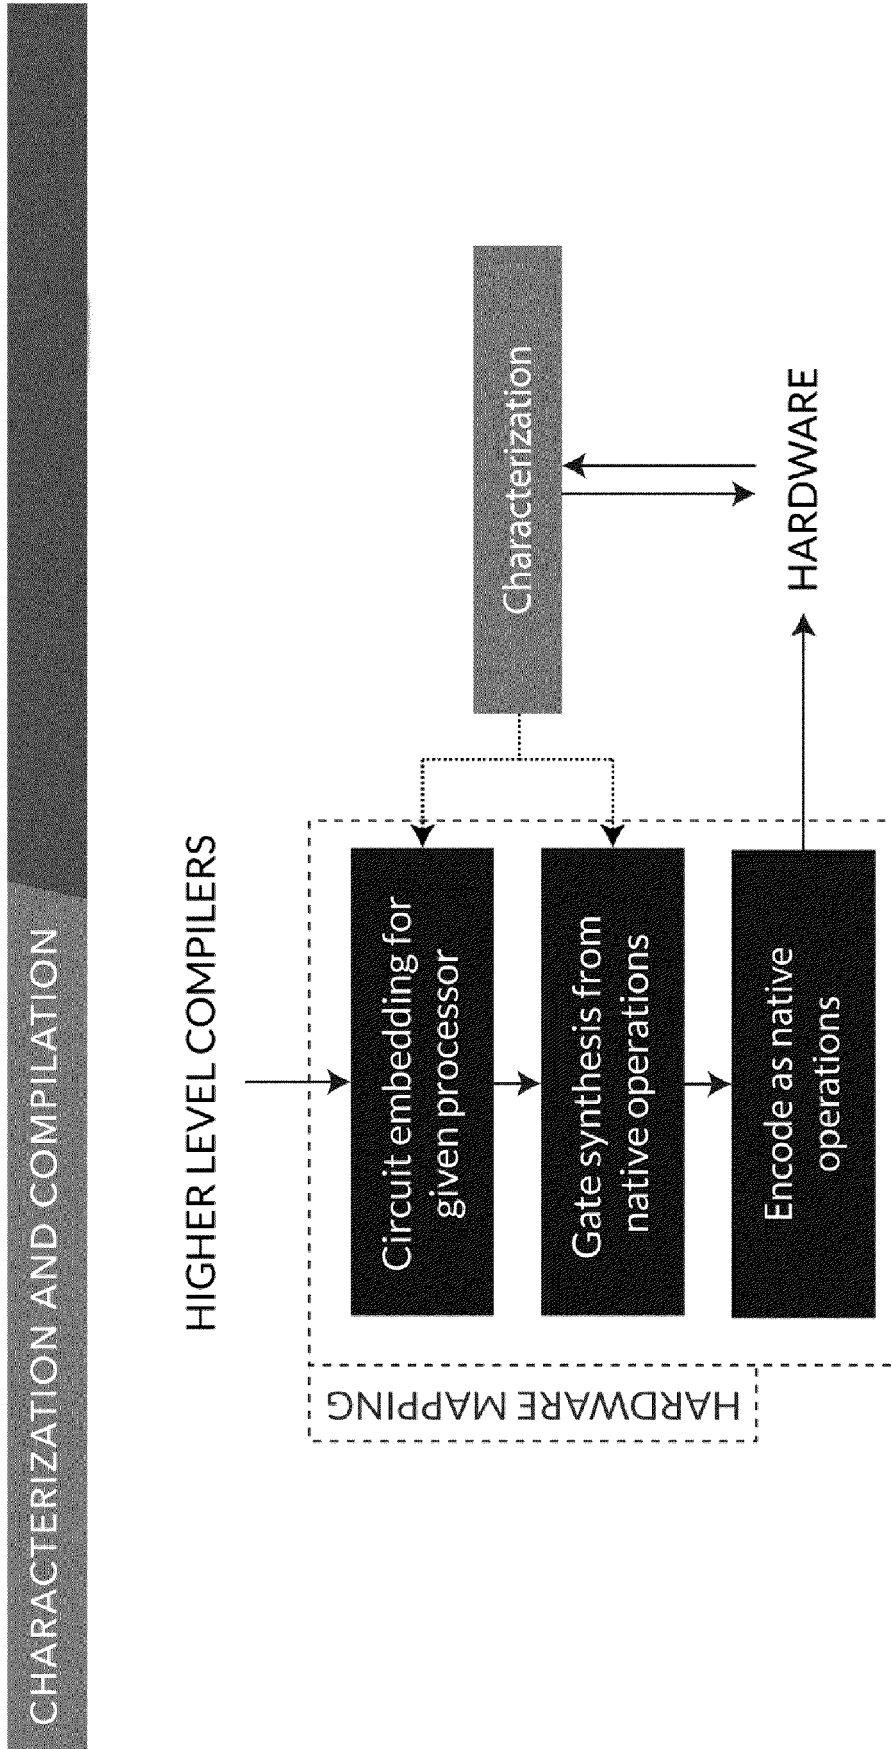 CHARACTERIZATION AND COMPILATION
HIGHER LEVEL COMPILERS
HARDWARE MAPPING
Circuit embedding for
given processor
Gate synthesis from
native operations
Encode as native
operations
Characterization
HARDWARE